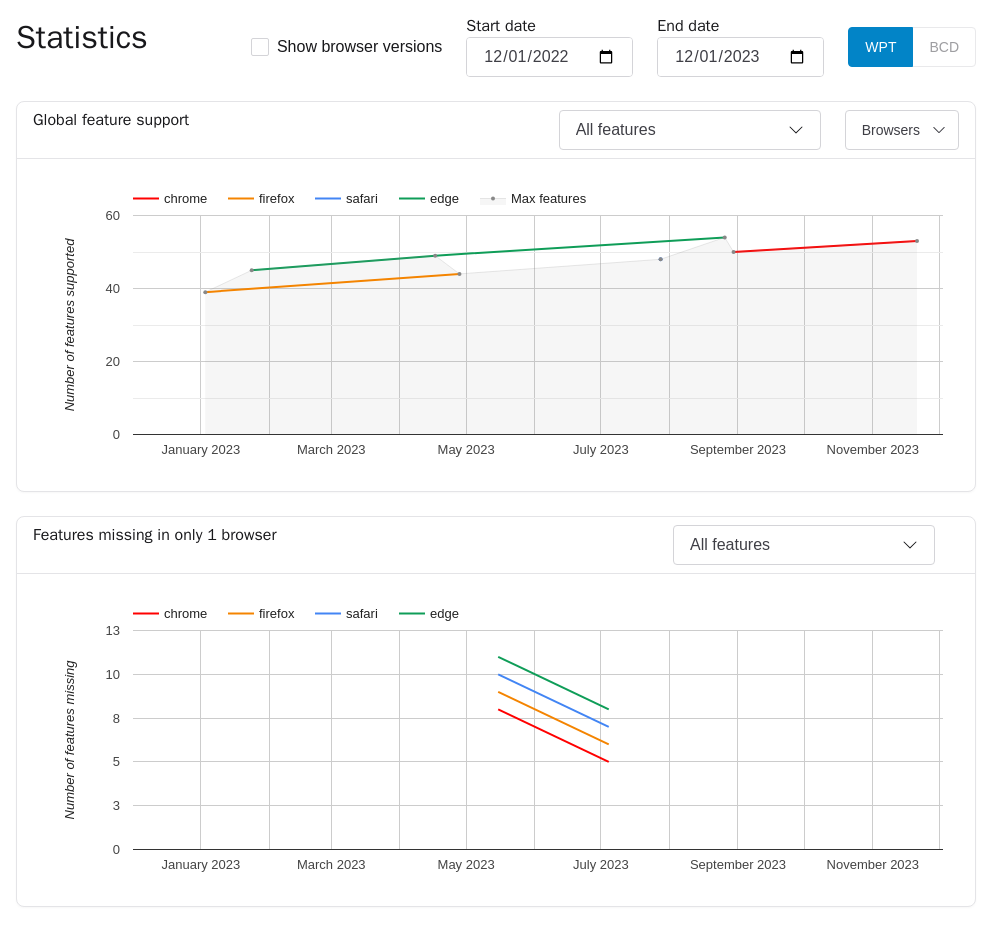 Statistics
Show browser versions
Start date
12/01/2022
End date
12/01/2023
WPT
BCD
Global feature support
All features
Browsers
chrome firefox safari edge Max features
Number of features supported
60
40
20
0
January 2023 March 2023 May 2023 July 2023 September 2023 November 2023
Features missing in only 1 browser
All features
chrome firefox safari edge
Number of features missing
13
10
8
5
3
0
January 2023 March 2023 May 2023 July 2023 September 2023 November 2023